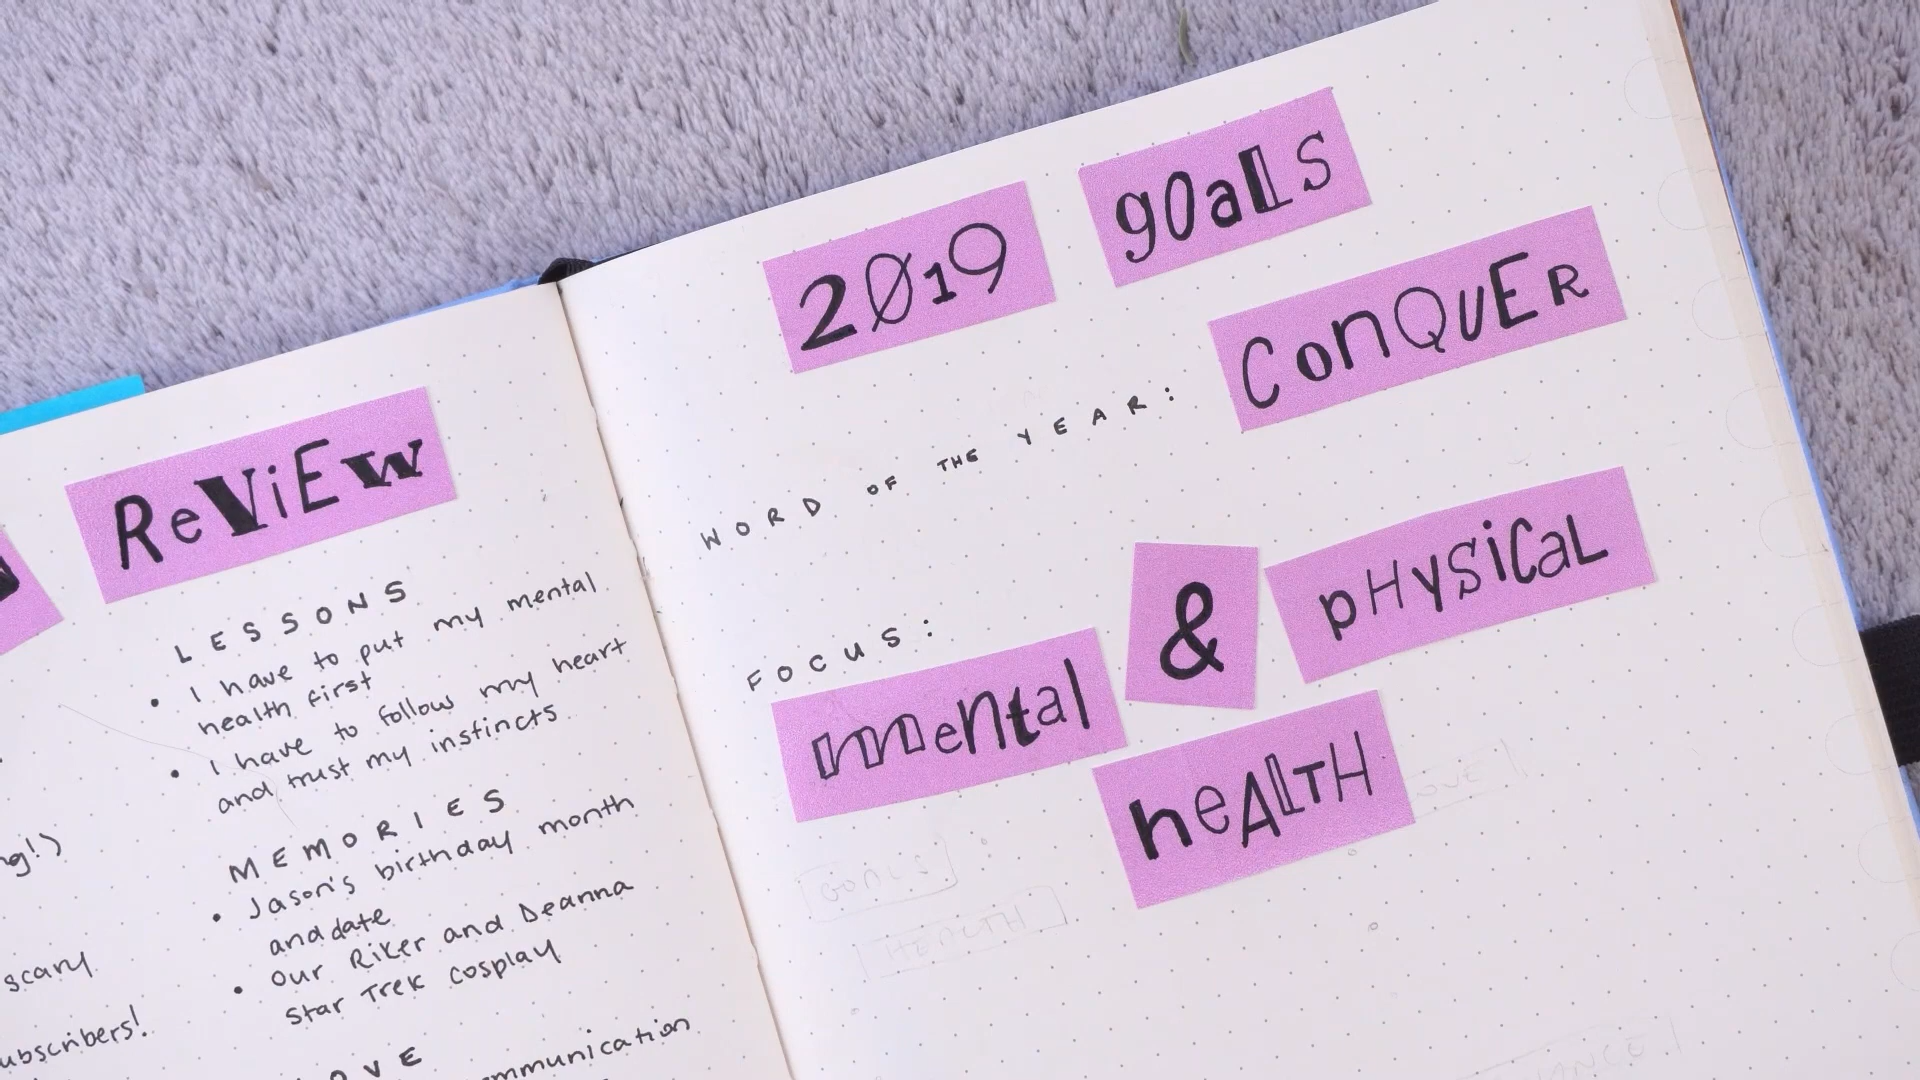 ReViEW
LESSONS
• I have to put my mental
health first
• I have to follow my heart
and trust my instincts
MEMORIES
• Jason's birthday month
and date
• Our Riker and Deanna
Star Trek cosplay
scary
2019 goals
WORD OF THE YEAR: ConQUER
FOCUS:
mental & pHysical
heALTH
GOALS:
HEALTH